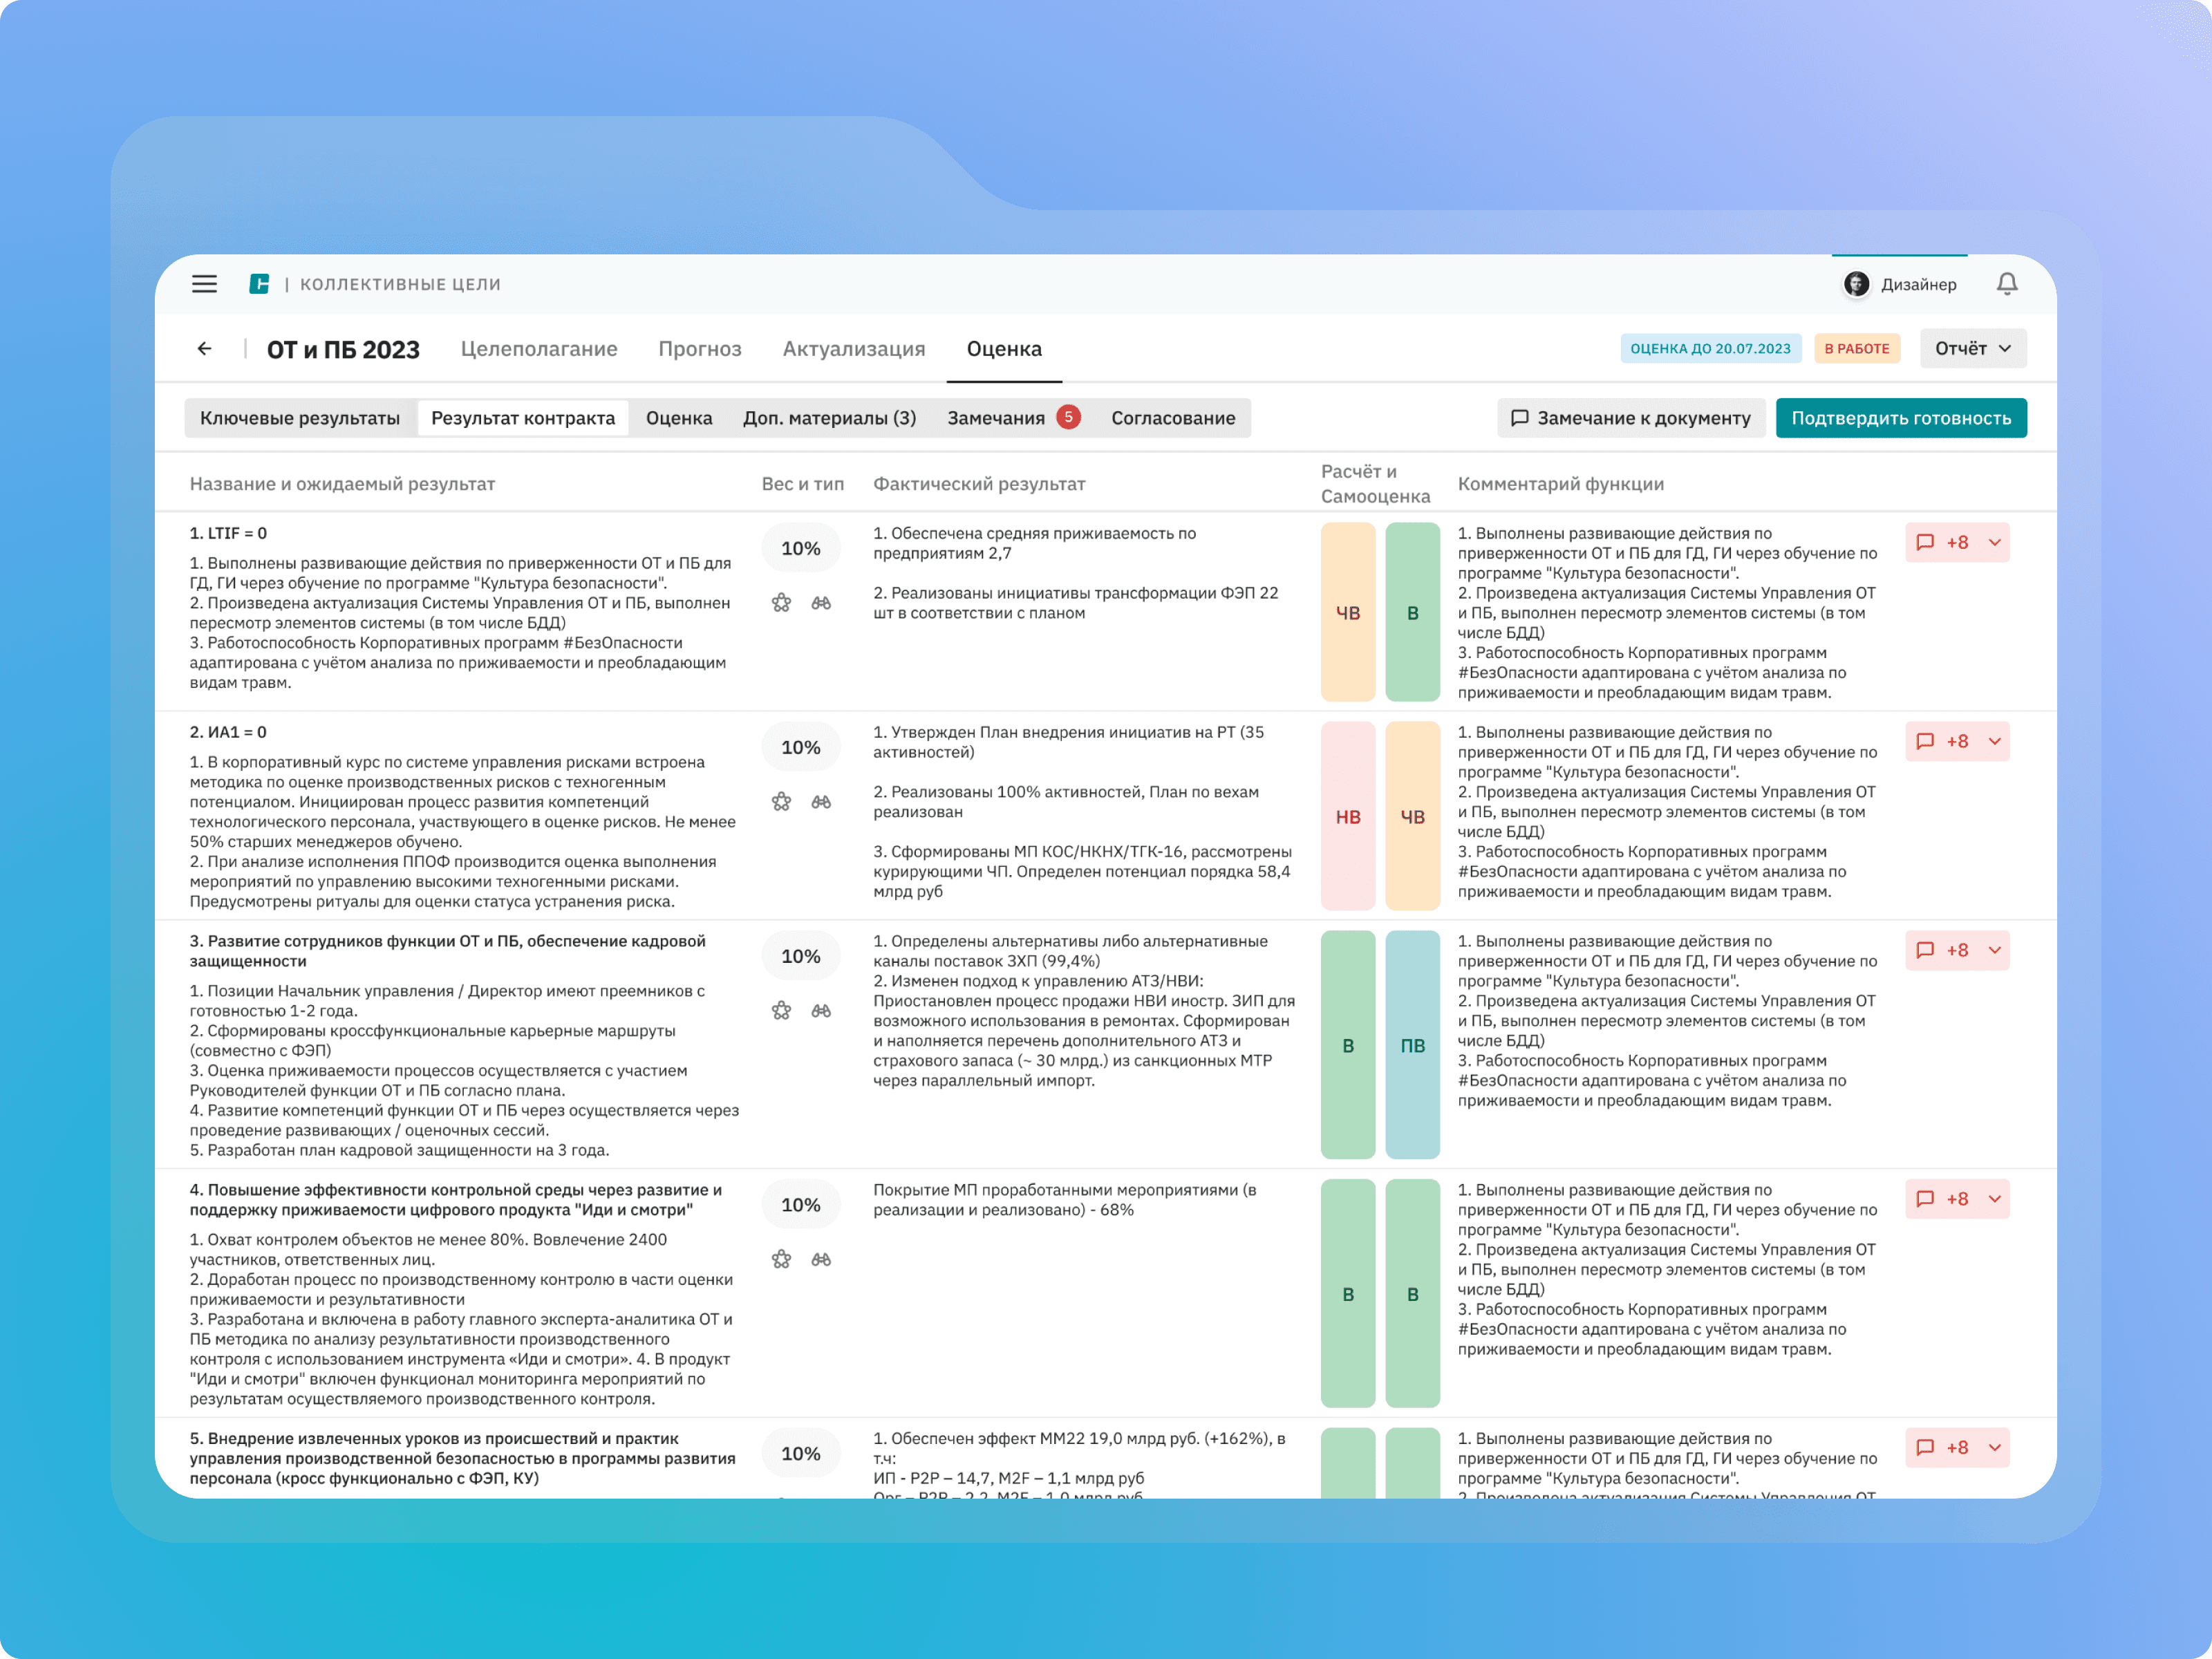 | КОЛЛЕКТИВНЫЕ ЦЕЛИ
Дизайнер
ОТ и ПБ 2023
Целеполагание
Прогноз
Актуализация
Оценка
ОЦЕНКА ДО 20.07.2023
В РАБОТЕ
Отчёт
Ключевые результаты
Результат контракта
Оценка
Доп. материалы (3)
Замечания 5
Согласование
Замечание к документу
Подтвердить готовность
Название и ожидаемый результат
Вес и тип
Фактический результат
Расчёт и
Самооценка
Комментарий функции
1. LTIF = 0
1. Выполнены развивающие действия по приверженности ОТ и ПБ для
ГД, ГИ через обучение по программе "Культура безопасности".
2. Произведена актуализация Системы Управления ОТ и ПБ, выполнен
пересмотр элементов системы (в том числе БДД)
3. Работоспособность Корпоративных программ #БезОпасности
адаптирована с учётом анализа по приживаемости и преобладающим
видам травм.
10%
1. Обеспечена средняя приживаемость по
предприятиям 2,7
2. Реализованы инициативы трансформации ФЭП 22
шт в соответствии с планом
ЧВ
В
1. Выполнены развивающие действия по
приверженности ОТ и ПБ для ГД, ГИ через обучение по
программе "Культура безопасности".
2. Произведена актуализация Системы Управления ОТ
и ПБ, выполнен пересмотр элементов системы (в том
числе БДД)
3. Работоспособность Корпоративных программ
#БезОпасности адаптирована с учётом анализа по
приживаемости и преобладающим видам травм.
+8
2. ИА1 = 0
1. В корпоративный курс по системе управления рисками встроена
методика по оценке производственных рисков с техногенным
потенциалом. Инициирован процесс развития компетенций
технологического персонала, участвующего в оценке рисков. Не менее
50% старших менеджеров обучено.
2. При анализе исполнения ППОФ производится оценка выполнения
мероприятий по управлению высокими техногенными рисками.
Предусмотрены ритуалы для оценки статуса устранения риска.
10%
1. Утвержден План внедрения инициатив на РТ (35
активностей)
2. Реализованы 100% активностей, План по вехам
реализован
3. Сформированы МП КОС/НКНХ/ТГК-16, рассмотрены
курирующими ЧП. Определен потенциал порядка 58,4
млрд руб
НВ
ЧВ
1. Выполнены развивающие действия по
приверженности ОТ и ПБ для ГД, ГИ через обучение по
программе "Культура безопасности".
2. Произведена актуализация Системы Управления ОТ
и ПБ, выполнен пересмотр элементов системы (в том
числе БДД)
3. Работоспособность Корпоративных программ
#БезОпасности адаптирована с учётом анализа по
приживаемости и преобладающим видам травм.
+8
3. Развитие сотрудников функции ОТ и ПБ, обеспечение кадровой
защищенности
1. Позиции Начальник управления / Директор имеют преемников с
готовностью 1-2 года.
2. Сформированы кроссфункциональные карьерные маршруты
(совместно с ФЭП)
3. Оценка приживаемости процессов осуществляется с участием
Руководителей функции ОТ и ПБ согласно плана.
4. Развитие компетенций функции ОТ и ПБ через осуществляется через
проведение развивающих / оценочных сессий.
5. Разработан план кадровой защищенности на 3 года.
10%
1. Определены альтернативы либо альтернативные
каналы поставок ЗХП (99,4%)
2. Изменен подход к управлению АТЗ/НВИ:
Приостановлен процесс продажи НВИ иностр. ЗИП для
возможного использования в ремонтах. Сформирован
и наполняется перечень дополнительного АТЗ и
страхового запаса (~ 30 млрд.) из санкционных МТР
через параллельный импорт.
В
ПВ
1. Выполнены развивающие действия по
приверженности ОТ и ПБ для ГД, ГИ через обучение по
программе "Культура безопасности".
2. Произведена актуализация Системы Управления ОТ
и ПБ, выполнен пересмотр элементов системы (в том
числе БДД)
3. Работоспособность Корпоративных программ
#БезОпасности адаптирована с учётом анализа по
приживаемости и преобладающим видам травм.
+8
4. Повышение эффективности контрольной среды через развитие и
поддержку приживаемости цифрового продукта "Иди и смотри"
1. Охват контролем объектов не менее 80%. Вовлечение 2400
участников, ответственных лиц.
2. Доработан процесс по производственному контролю в части оценки
приживаемости и результативности
3. Разработана и включена в работу главного эксперта-аналитика ОТ и
ПБ методика по анализу результативности производственного
контроля с использованием инструмента «Иди и смотри». 4. В продукт
"Иди и смотри" включен функционал мониторинга мероприятий по
результатам осуществляемого производственного контроля.
10%
Покрытие МП проработанными мероприятиями (в
реализации и реализовано) - 68%
В
В
1. Выполнены развивающие действия по
приверженности ОТ и ПБ для ГД, ГИ через обучение по
программе "Культура безопасности".
2. Произведена актуализация Системы Управления ОТ
и ПБ, выполнен пересмотр элементов системы (в том
числе БДД)
3. Работоспособность Корпоративных программ
#БезОпасности адаптирована с учётом анализа по
приживаемости и преобладающим видам травм.
+8
5. Внедрение извлеченных уроков из происшествий и практик
управления производственной безопасностью в программы развития
персонала (кросс функционально с ФЭП, КУ)
10%
1. Обеспечен эффект ММ22 19,0 млрд руб. (+162%), в
т.ч:
ИП - P2P – 14,7, M2F – 1,1 млрд руб
Орг – P2P – 2,2, M2F – 1,0 млрд руб
1. Выполнены развивающие действия по
приверженности ОТ и ПБ для ГД, ГИ через обучение по
программе "Культура безопасности".
2. Произведена актуализация Системы Управления ОТ
+8